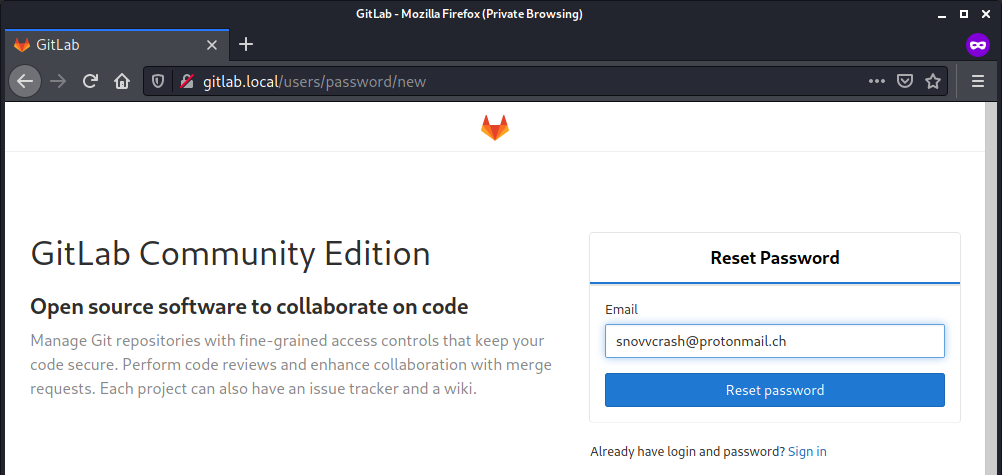 GitLab - Mozilla Firefox (Private Browsing)
GitLab
gitlab.local/users/password/new
GitLab Community Edition
Open source software to collaborate on code
Manage Git repositories with fine-grained access controls that keep your
code secure. Perform code reviews and enhance collaboration with merge
requests. Each project can also have an issue tracker and a wiki.
Reset Password
Email
snovvcrash@protonmail.ch
Reset password
Already have login and password? Sign in